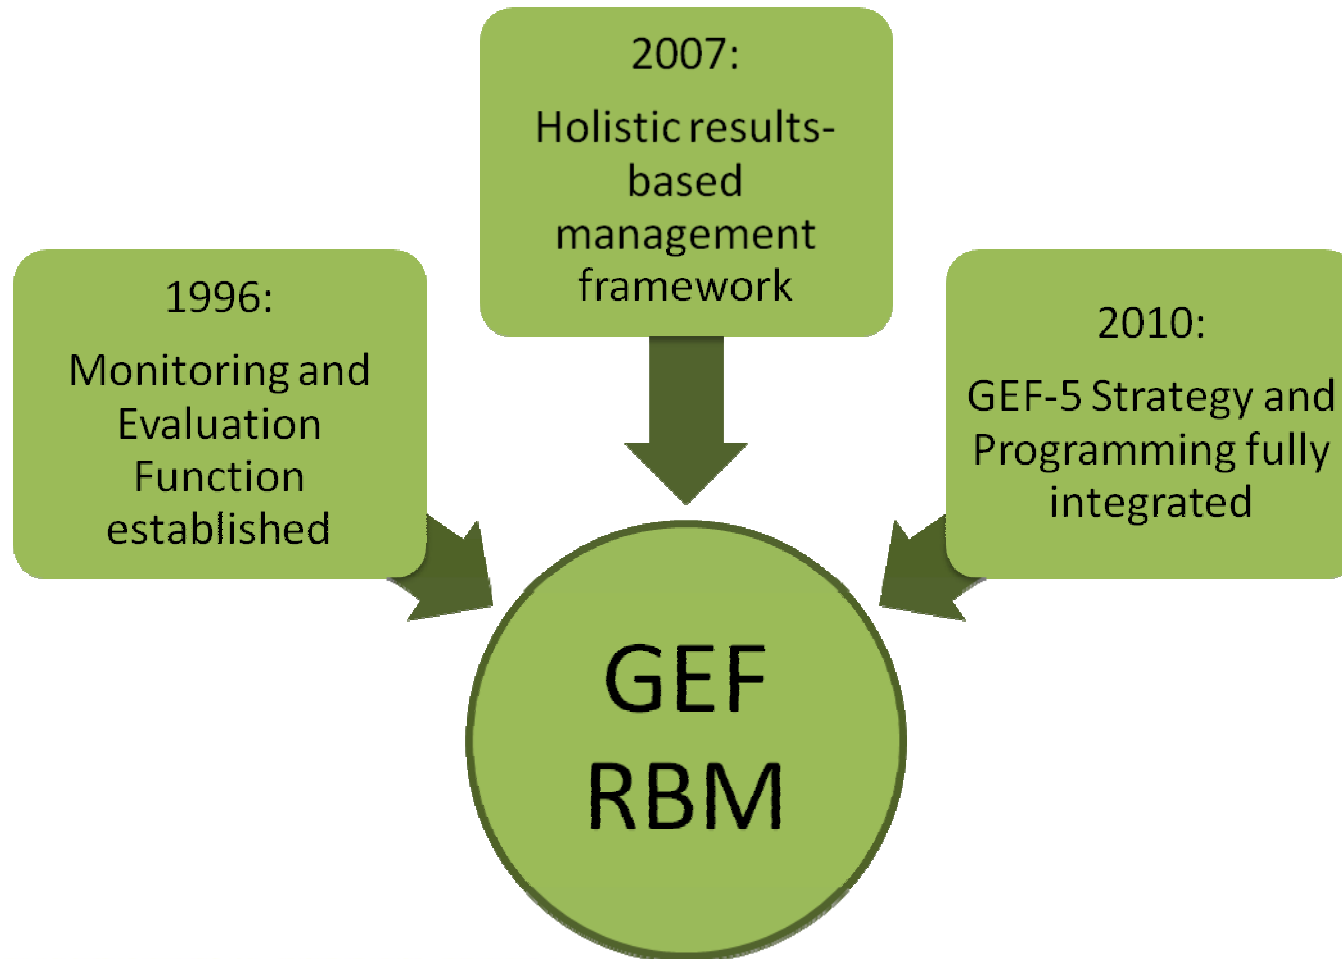 1996:
Monitoring and
Evaluation
Function
established
2007:
Holistic results-
based
management
framework
2010:
GEF-5 Strategy and
Programming fully
integrated
GEF
RBM